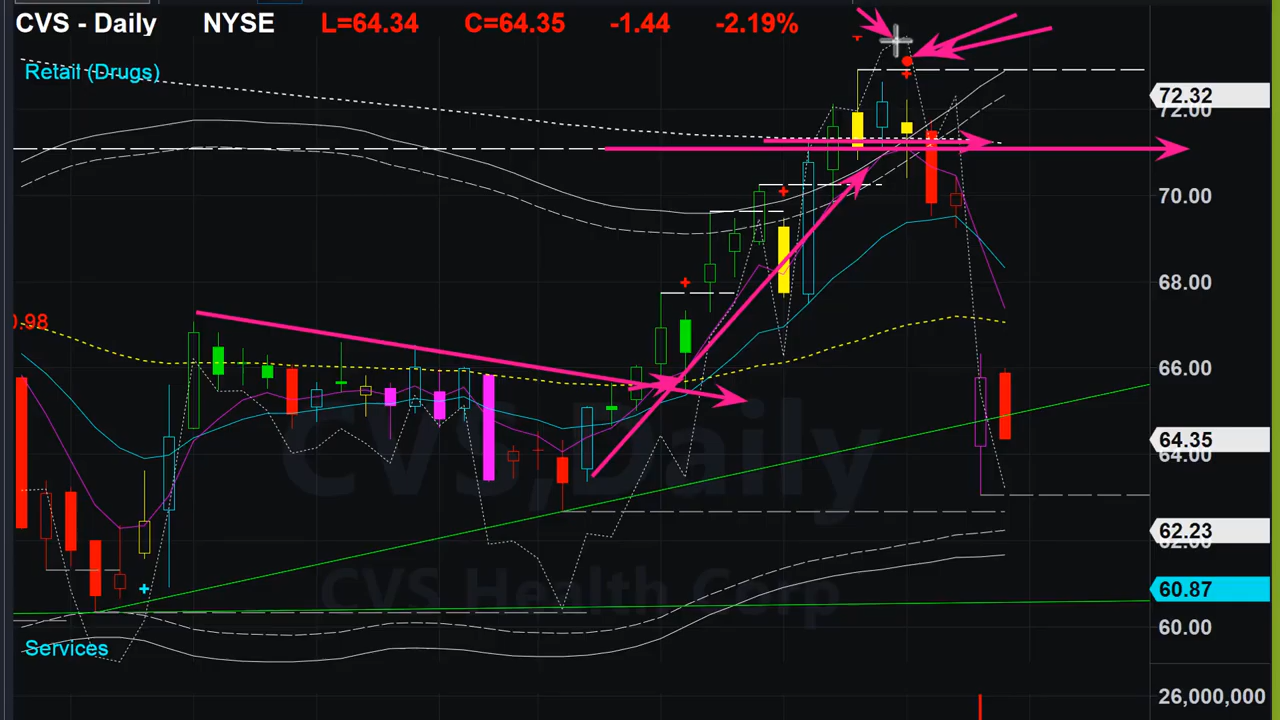 CVS - Daily NYSE L=64.34 C=64.35 -1.44 -2.19%
Retail (Drugs)
72.32
72.00
70.00
68.00
0.98
66.00
64.35
64.00
CVS,Daily
62.23
62.00
CVS Health Corp
60.87
60.00
Services
26,000,000